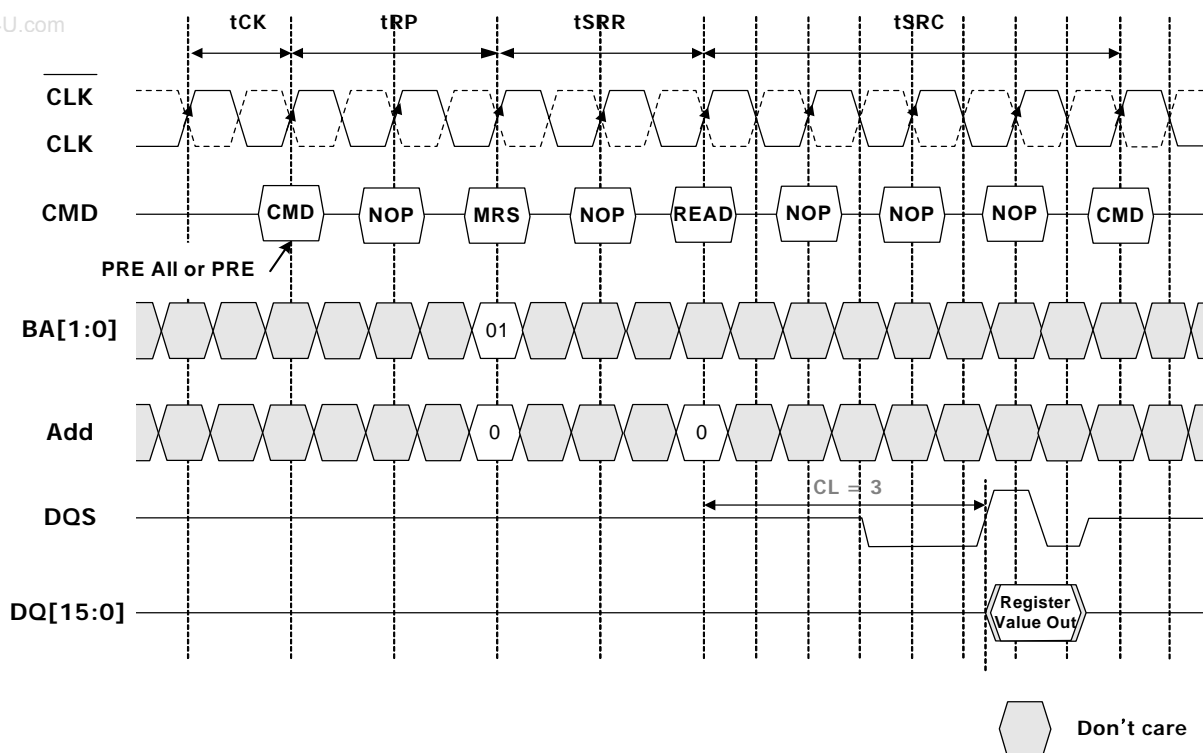 4U.com
tCK tRP tSRR tSRC
CLK
CLK
CMD CMD NOP MRS NOP READ NOP NOP NOP CMD
PRE All or PRE
BA[1:0] 01
Add 0 0
CL = 3
DQS
DQ[15:0] Register
Value Out
Don't care